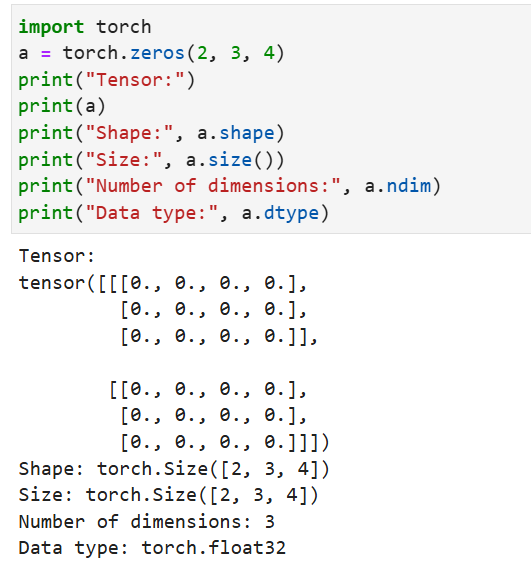 import torch
a = torch.zeros(2, 3, 4)
print("Tensor:")
print(a)
print("Shape:", a.shape)
print("Size:", a.size())
print("Number of dimensions:", a.ndim)
print("Data type:", a.dtype)
Tensor:
tensor([[[0., 0., 0., 0.],
         [0., 0., 0., 0.],
         [0., 0., 0., 0.]],

        [[0., 0., 0., 0.],
         [0., 0., 0., 0.],
         [0., 0., 0., 0.]]])
Shape: torch.Size([2, 3, 4])
Size: torch.Size([2, 3, 4])
Number of dimensions: 3
Data type: torch.float32